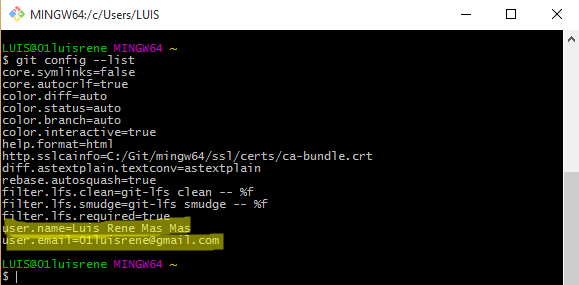 MINGW64:/c/Users/LUIS
LUIS@01luisrene MINGW64 ~
$ git config --list
core.symlinks=false
core.autocrlf=true
color.diff=auto
color.status=auto
color.branch=auto
color.interactive=true
help.format=html
http.sslcainfo=C:/Git/mingw64/ssl/certs/ca-bundle.crt
diff.astextplain.textconv=astextplain
rebase.autosquash=true
filter.lfs.clean=git-lfs clean -- %f
filter.lfs.smudge=git-lfs smudge -- %f
filter.lfs.required=true
user.name=Luis Rene Mas Mas
user.email=01luisrene@gmail.com
LUIS@01luisrene MINGW64 ~
$